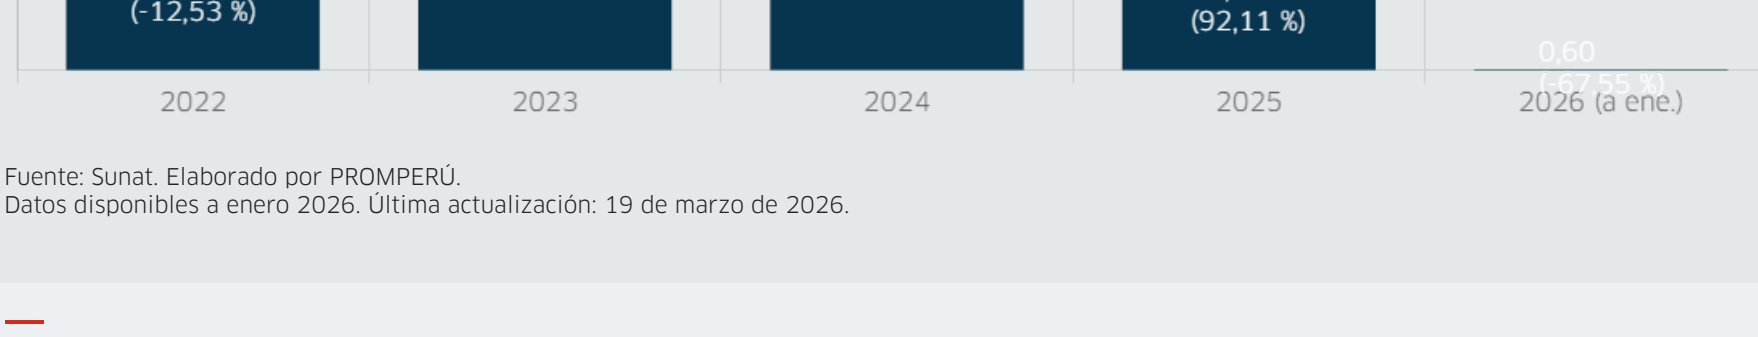 (-12,53 %)
(92,11 %)
0,60
(-67,55 %)
2022
2023
2024
2025
2026 (a ene.)
Fuente: Sunat. Elaborado por PROMPERÚ.
Datos disponibles a enero 2026. Última actualización: 19 de marzo de 2026.